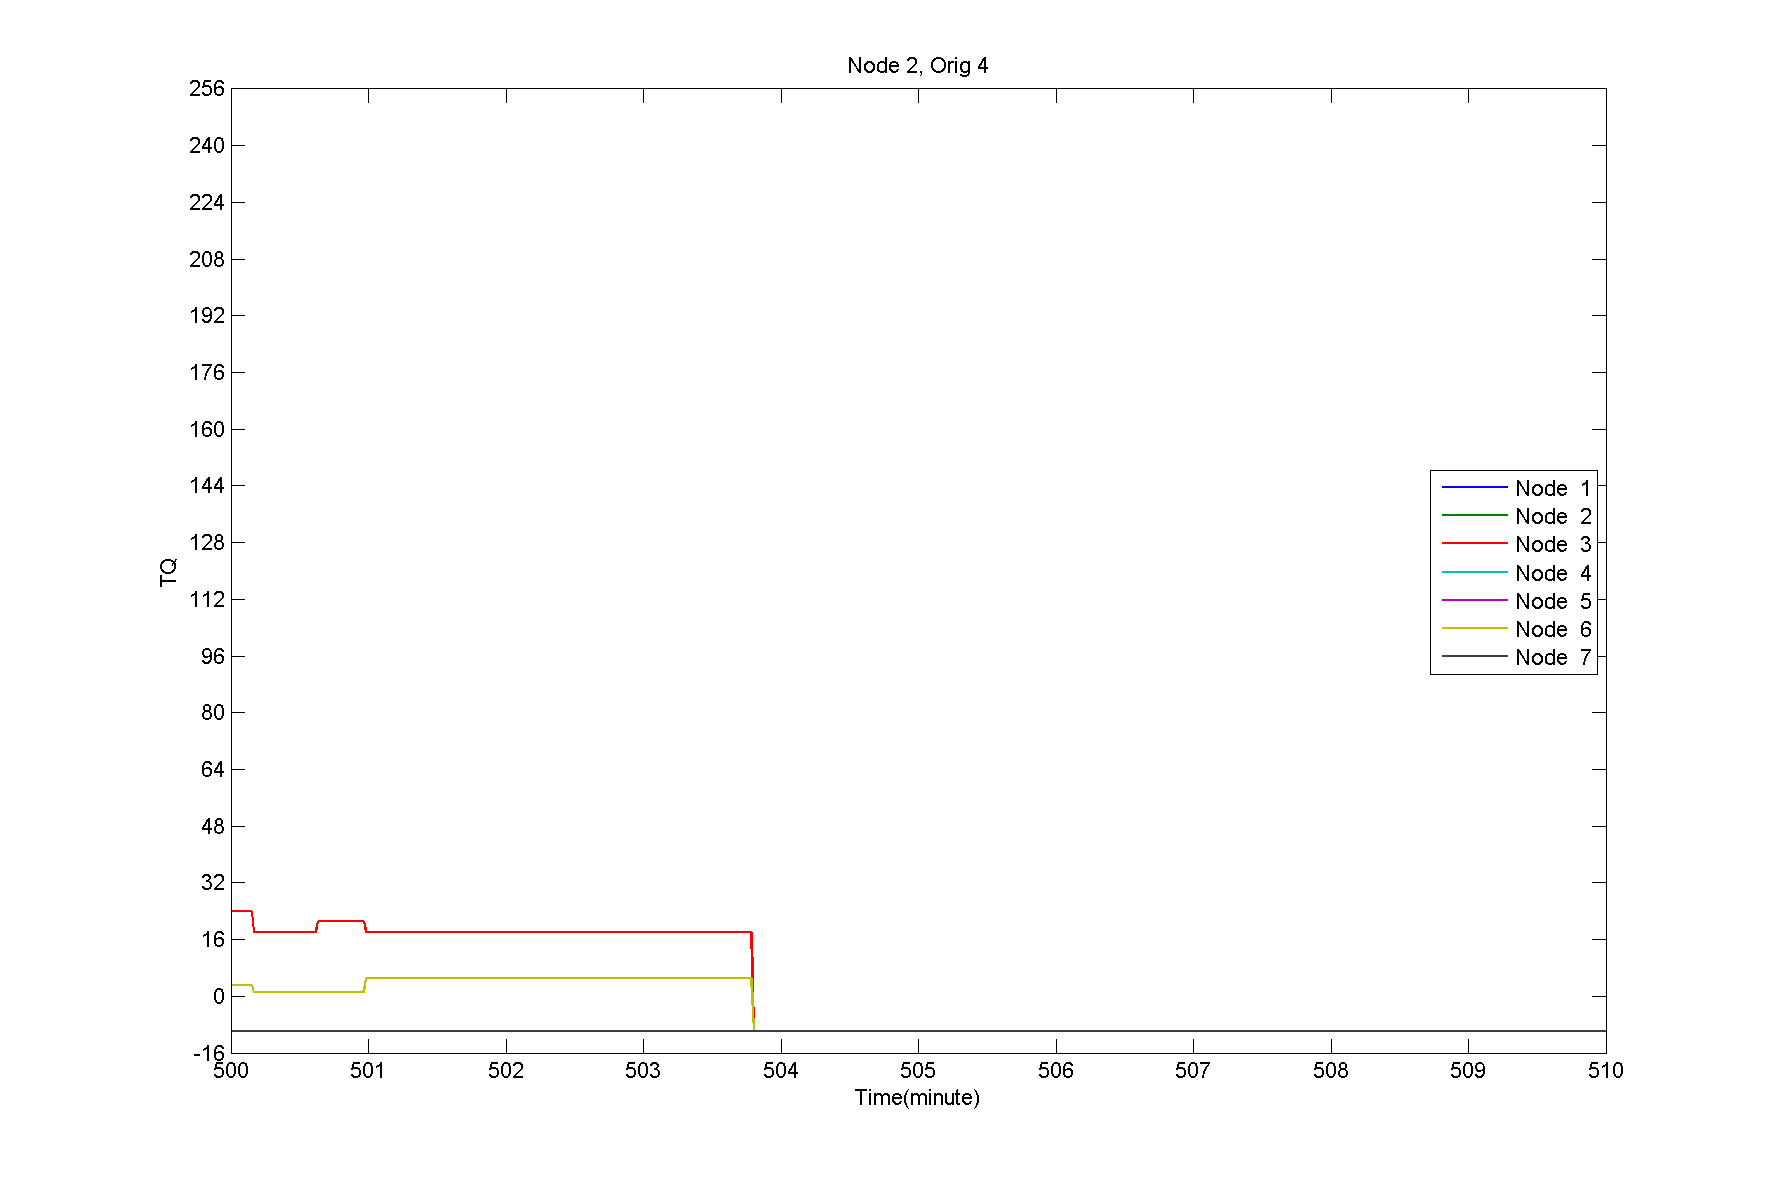 Node 2, Orig 4
256
240
224
208
192
176
160
144
128
112
96
80
64
48
32
16
0
-16
TQ
Node 1
Node 2
Node 3
Node 4
Node 5
Node 6
Node 7
500 501 502 503 504 505 506 507 508 509 510
Time(minute)